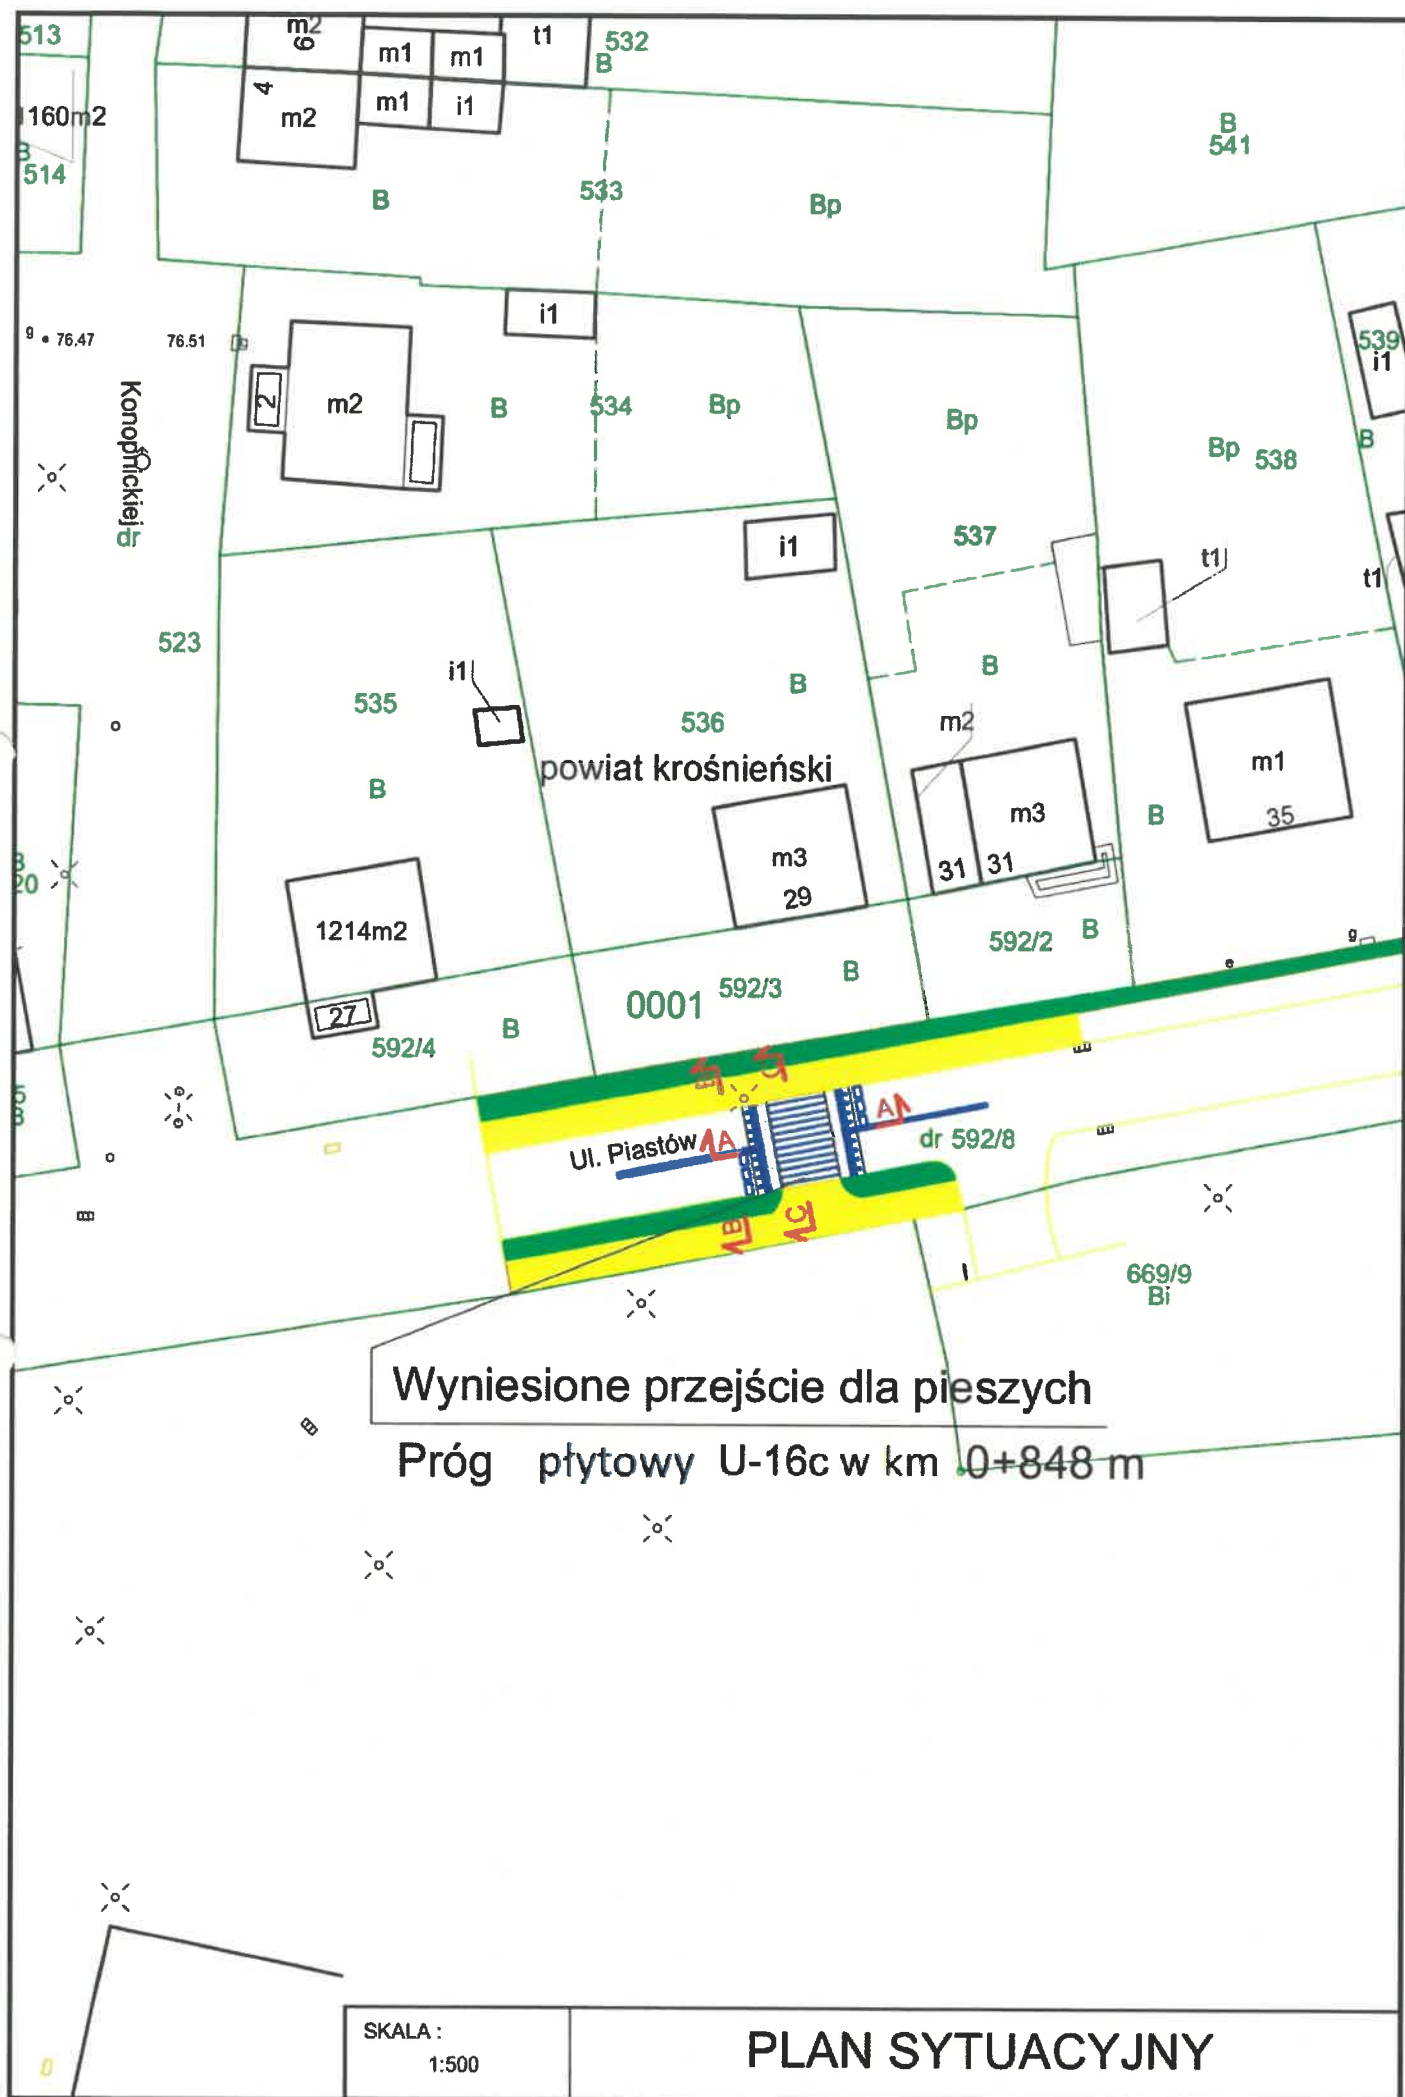 513
m2
6
m1
m1
t1
532
B
4
m2
m1
i1
1160m2
B
514
B
541
B
533
Bp
i1
g
76.47
76.51
2
m2
B
534
Bp
Bp
Bp
538
539
i1
B
Konopnickiej
dr
i1
537
t1
t1
523
535
i1
B
536
B
m2
powiat krośnieński
B
m1
35
m3
B
20
m3
29
31
31
B
1214m2
592/2
B
g
27
592/4
B
0001
592/3
B
B
C
A
A
Ul. Piastów
dr 592/8
B
C
669/9
Bi
Wyniesione przejście dla pieszych
Próg płytowy U-16c w km 0+848 m
SKALA :
1:500
PLAN SYTUACYJNY